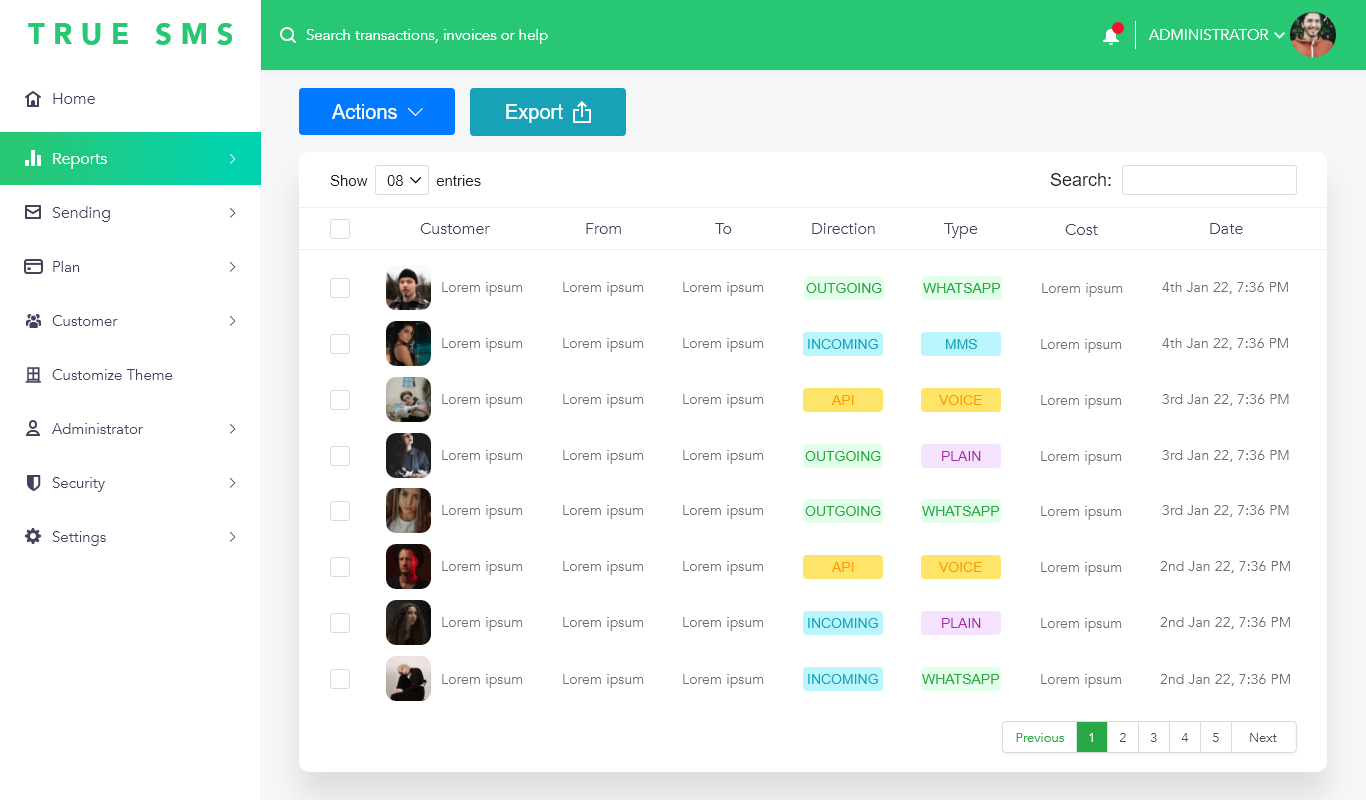 TRUE SMS
Search transactions, invoices or help
ADMINISTRATOR
Home
Reports
Sending
Plan
Customer
Customize Theme
Administrator
Security
Settings
Actions
Export
Show 08 entries
Search:
Customer From To Direction Type Cost Date
Lorem ipsum Lorem ipsum Lorem ipsum OUTGOING WHATSAPP Lorem ipsum 4th Jan 22, 7:36 PM
Lorem ipsum Lorem ipsum Lorem ipsum INCOMING MMS Lorem ipsum 4th Jan 22, 7:36 PM
Lorem ipsum Lorem ipsum Lorem ipsum API VOICE Lorem ipsum 3rd Jan 22, 7:36 PM
Lorem ipsum Lorem ipsum Lorem ipsum OUTGOING PLAIN Lorem ipsum 3rd Jan 22, 7:36 PM
Lorem ipsum Lorem ipsum Lorem ipsum OUTGOING WHATSAPP Lorem ipsum 3rd Jan 22, 7:36 PM
Lorem ipsum Lorem ipsum Lorem ipsum API VOICE Lorem ipsum 2nd Jan 22, 7:36 PM
Lorem ipsum Lorem ipsum Lorem ipsum INCOMING PLAIN Lorem ipsum 2nd Jan 22, 7:36 PM
Lorem ipsum Lorem ipsum Lorem ipsum INCOMING WHATSAPP Lorem ipsum 2nd Jan 22, 7:36 PM
Previous 1 2 3 4 5 Next